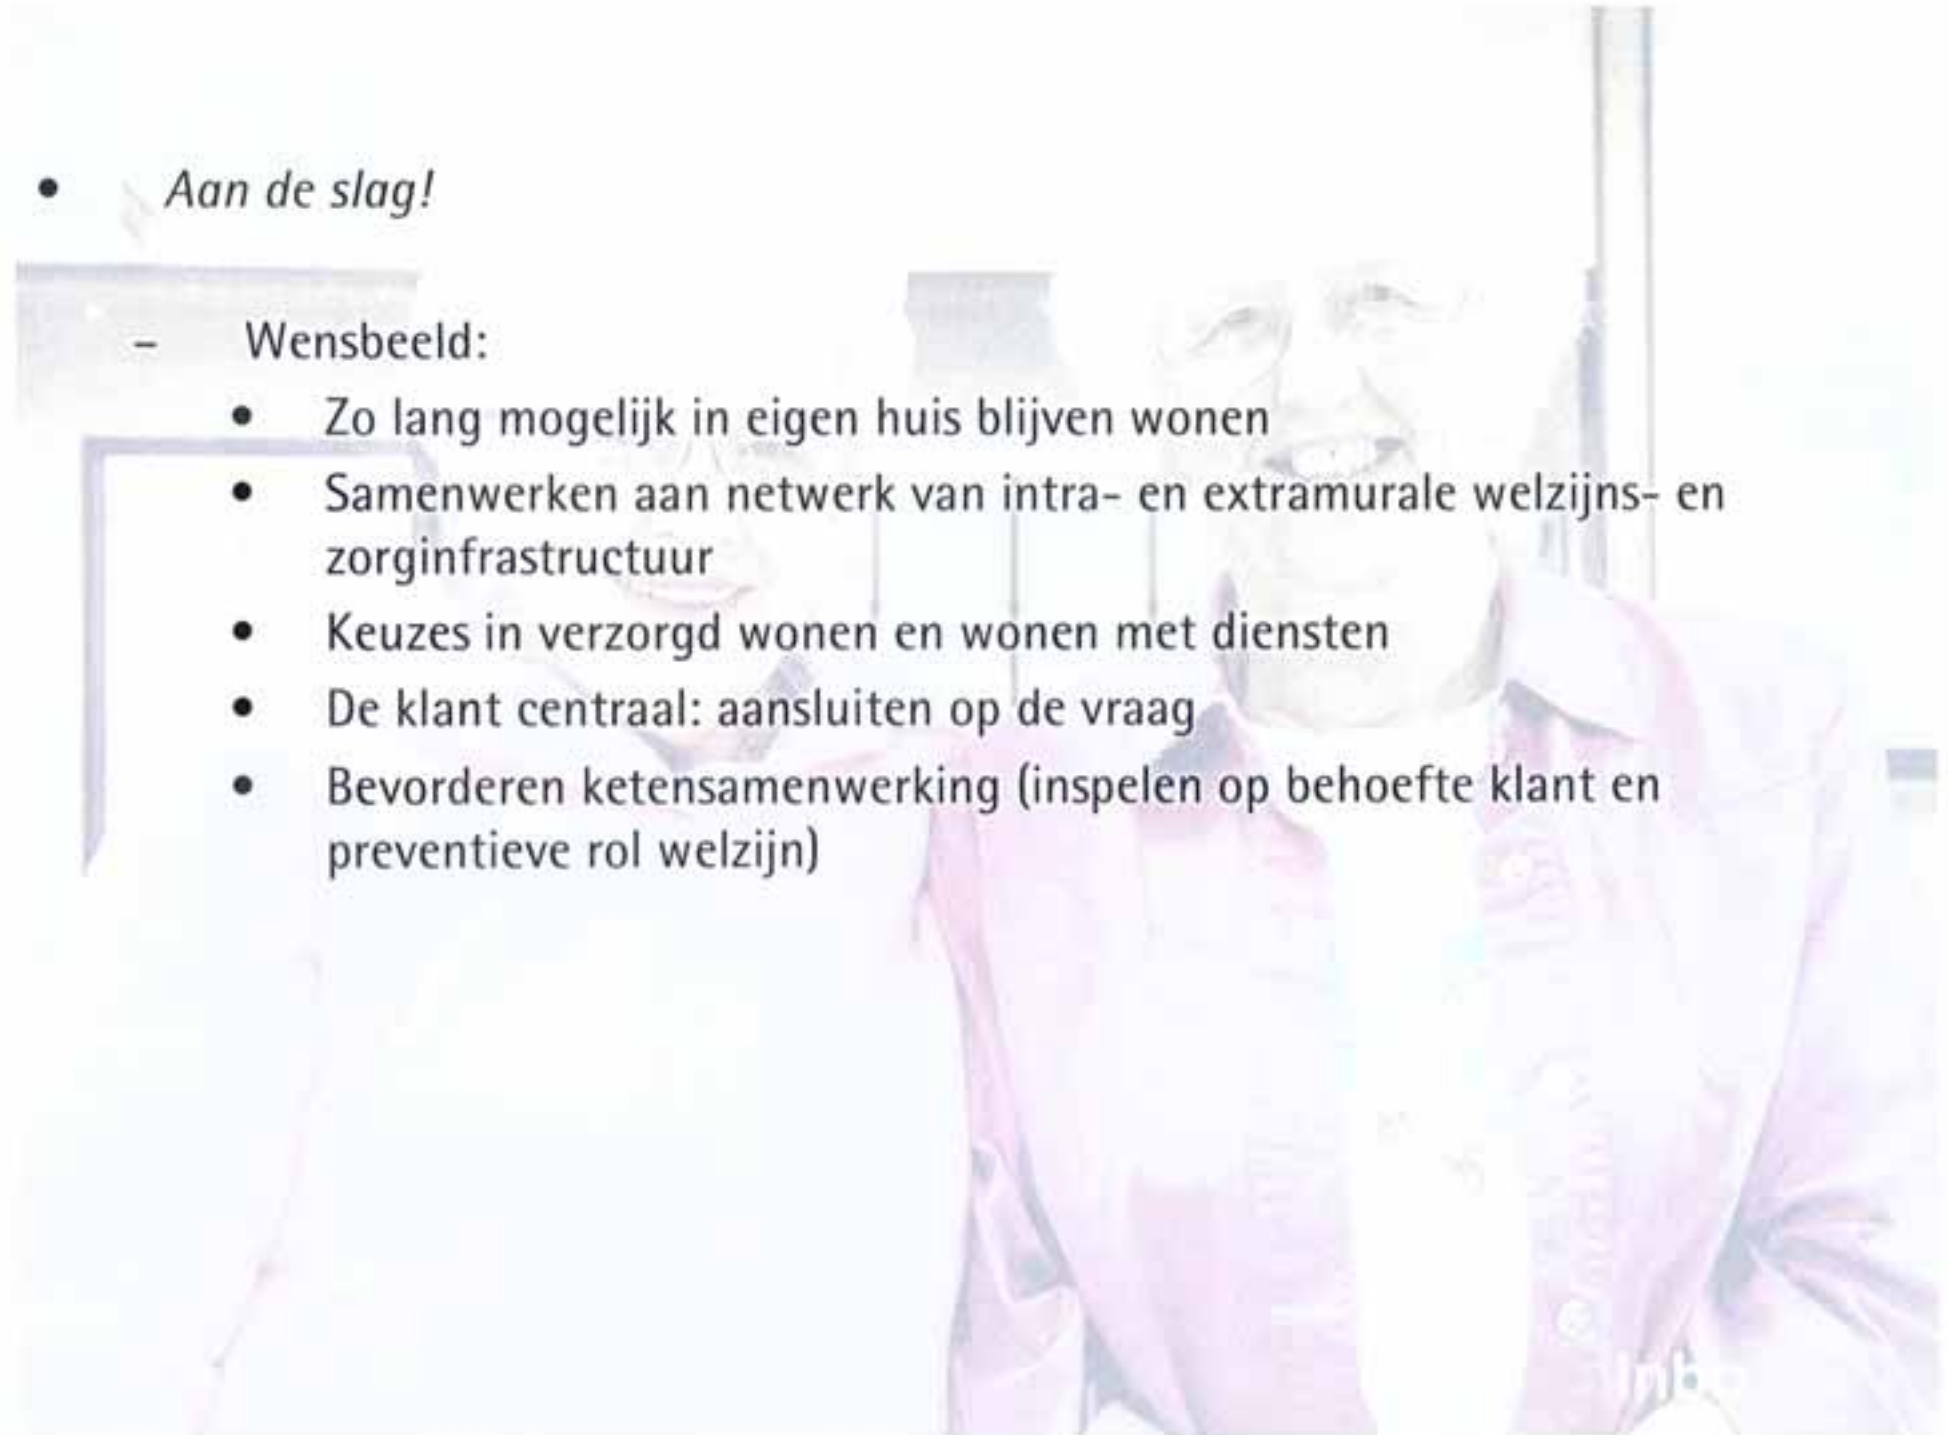 • Aan de slag!
– Wensbeeld:
• Zo lang mogelijk in eigen huis blijven wonen
• Samenwerken aan netwerk van intra- en extramurale welzijns- en
zorginfrastructuur
• Keuzes in verzorgd wonen en wonen met diensten
• De klant centraal: aansluiten op de vraag
• Bevorderen ketensamenwerking (inspelen op behoefte klant en
preventieve rol welzijn)